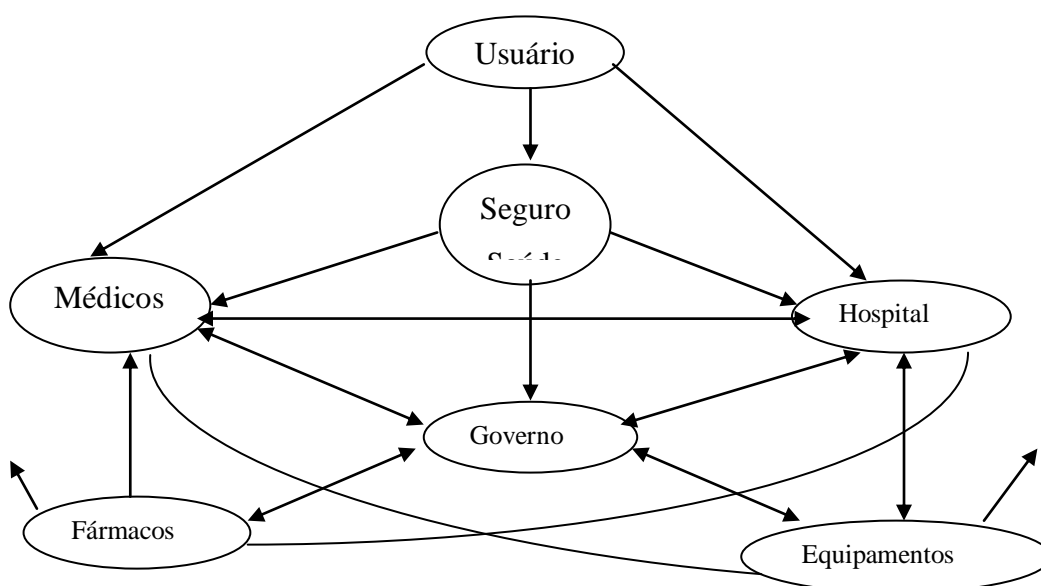 Usuário
Seguro
Médicos
Hospital
Governo
Fármacos
Equipamentos